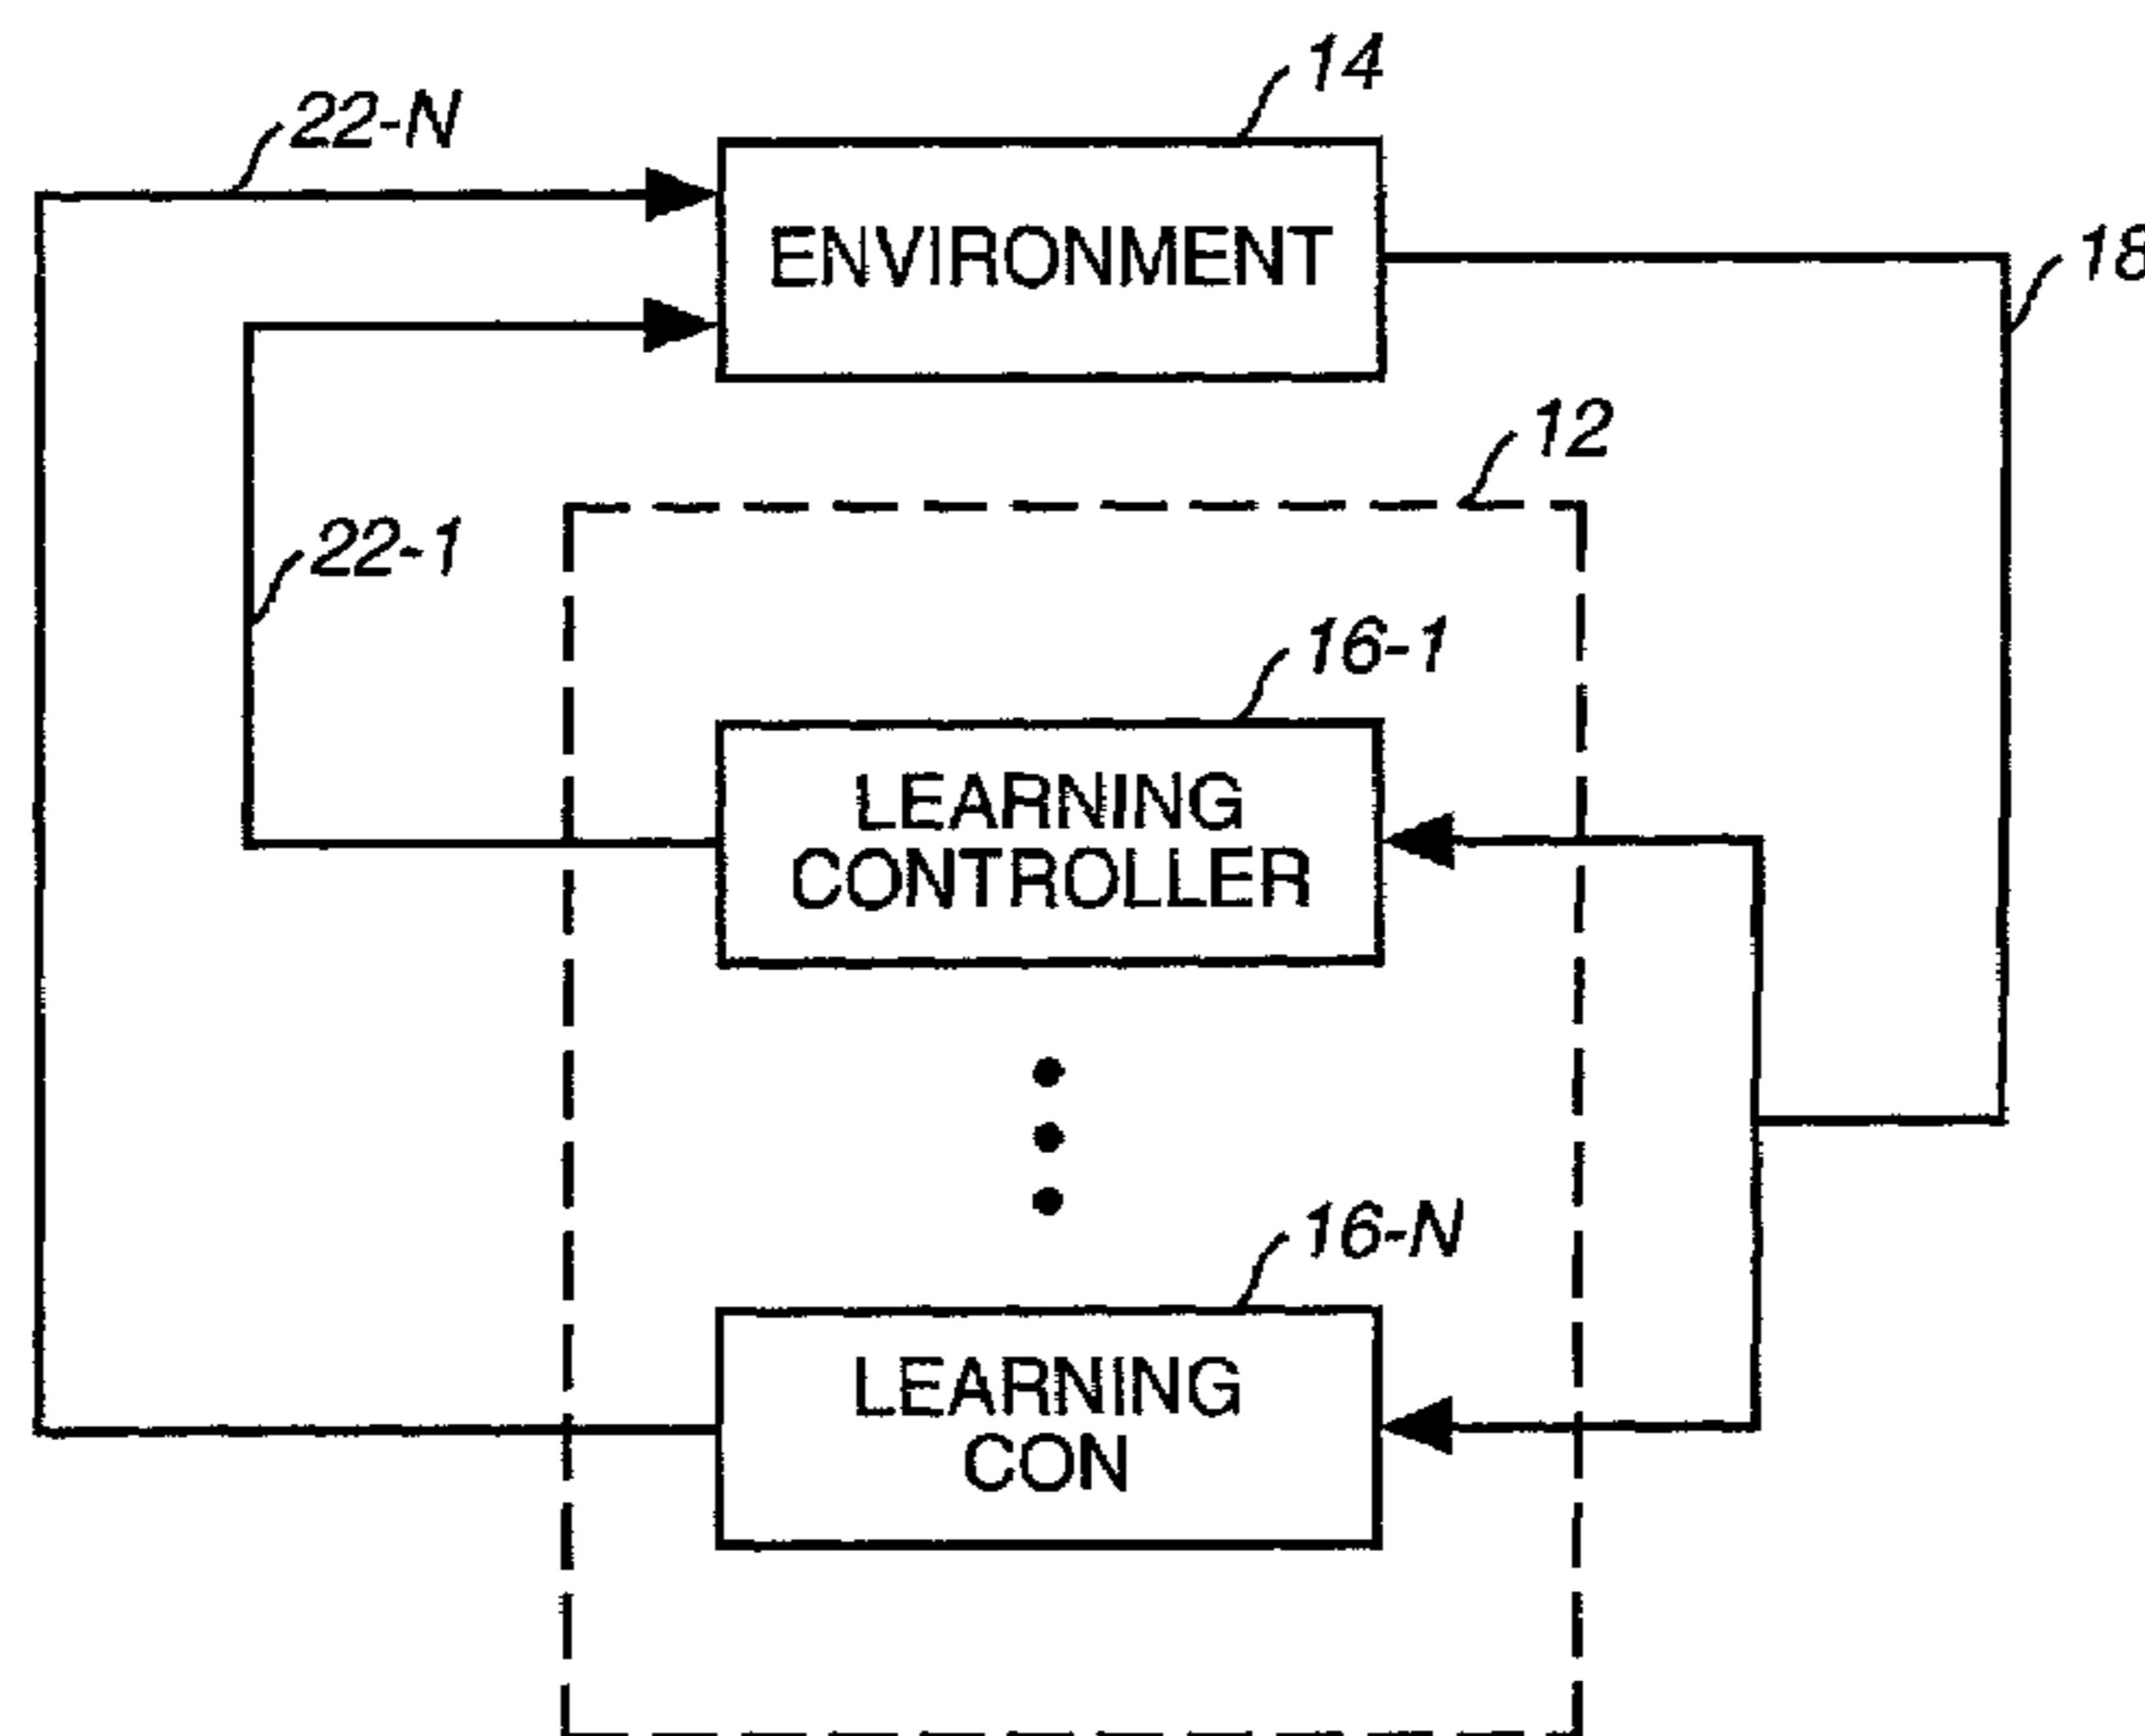 14
22-N
ENVIRONMENT
18
12
22-1
16-1
LEARNING
CONTROLLER
16-N
LEARNING
CON